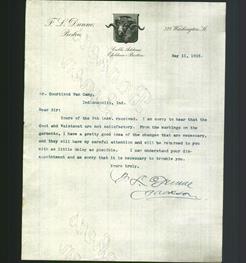 F. L. Dunne,
Boston.
328 Washington St.
Cable Address
May 11, 1925.
Mr. Courtland Van Camp,
Indianapolis, Ind.
Dear Sir:
Yours of the 9th inst. received. I am sorry to hear that the
Coat and Waistcoat are not satisfactory. From the markings on the
garments, I have a pretty good idea of the changes that are necessary,
and they will have my careful attention and will be returned to you
with as little delay as possible. I can understand your dis-
appointment and am sorry that it is necessary to trouble you.
Yours truly,
F. L. Dunne